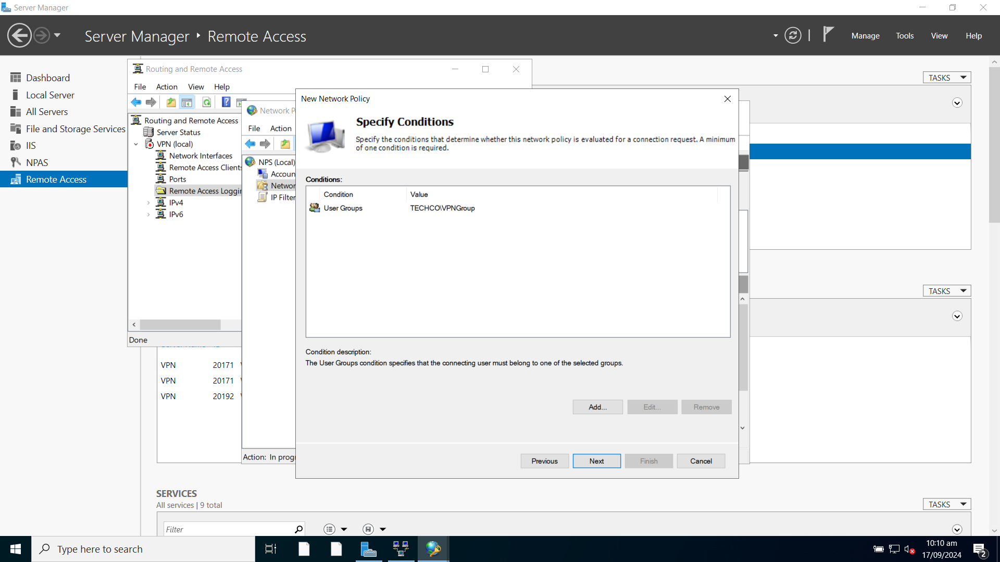 Server Manager
Server Manager ‣ Remote Access
Manage
Tools
View
Help
Dashboard
Local Server
All Servers
File and Storage Services
IIS
NPAS
Remote Access
Routing and Remote Access
File
Action
View
Help
Routing and Remote Access
Server Status
VPN (local)
Network Interfaces
Remote Access Clients
Ports
Remote Access Loggin
IPv4
IPv6
Done
Network P
File
Action
NPS (Local)
Accoun
Networ
IP Filter
Action: In progr
New Network Policy
Specify Conditions
Specify the conditions that determine whether this network policy is evaluated for a connection request. A minimum
of one condition is required.
Conditions:
Condition
Value
User Groups
TECHCO\VPNGroup
Condition description:
The User Groups condition specifies that the connecting user must belong to one of the selected groups.
Add...
Edit...
Remove
Previous
Next
Finish
Cancel
TASKS
TASKS
VPN 20171
VPN 20171
VPN 20192
SERVICES
All services | 9 total
TASKS
Filter
Type here to search
10:10 am
17/09/2024
2